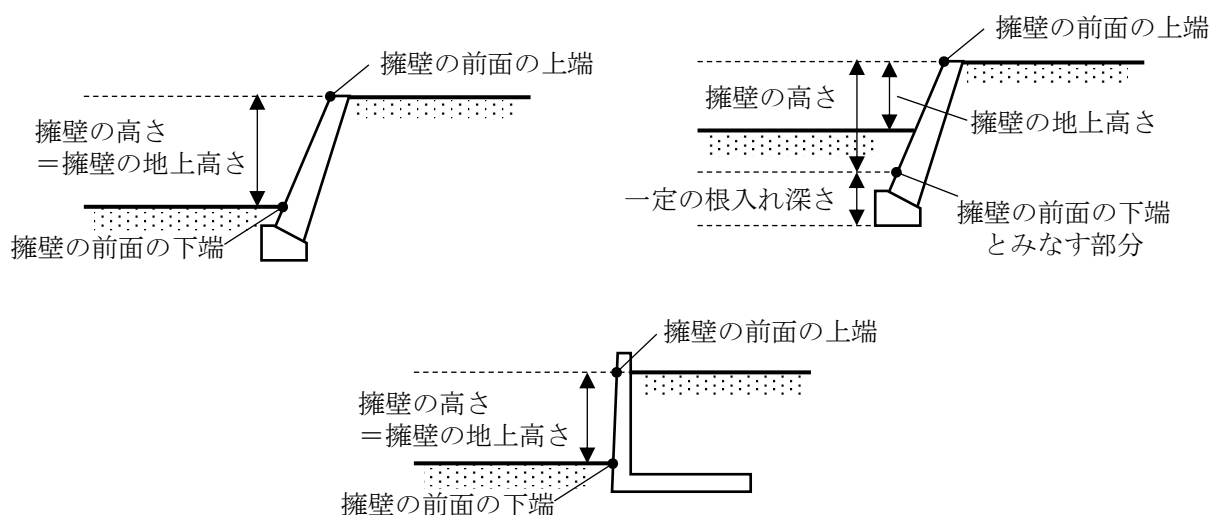 擁壁の前面の上端
擁壁の高さ
＝擁壁の地上高さ
擁壁の前面の下端
擁壁の前面の上端
擁壁の高さ
擁壁の地上高さ
一定の根入れ深さ
擁壁の前面の下端
とみなす部分
擁壁の前面の上端
擁壁の高さ
＝擁壁の地上高さ
擁壁の前面の下端